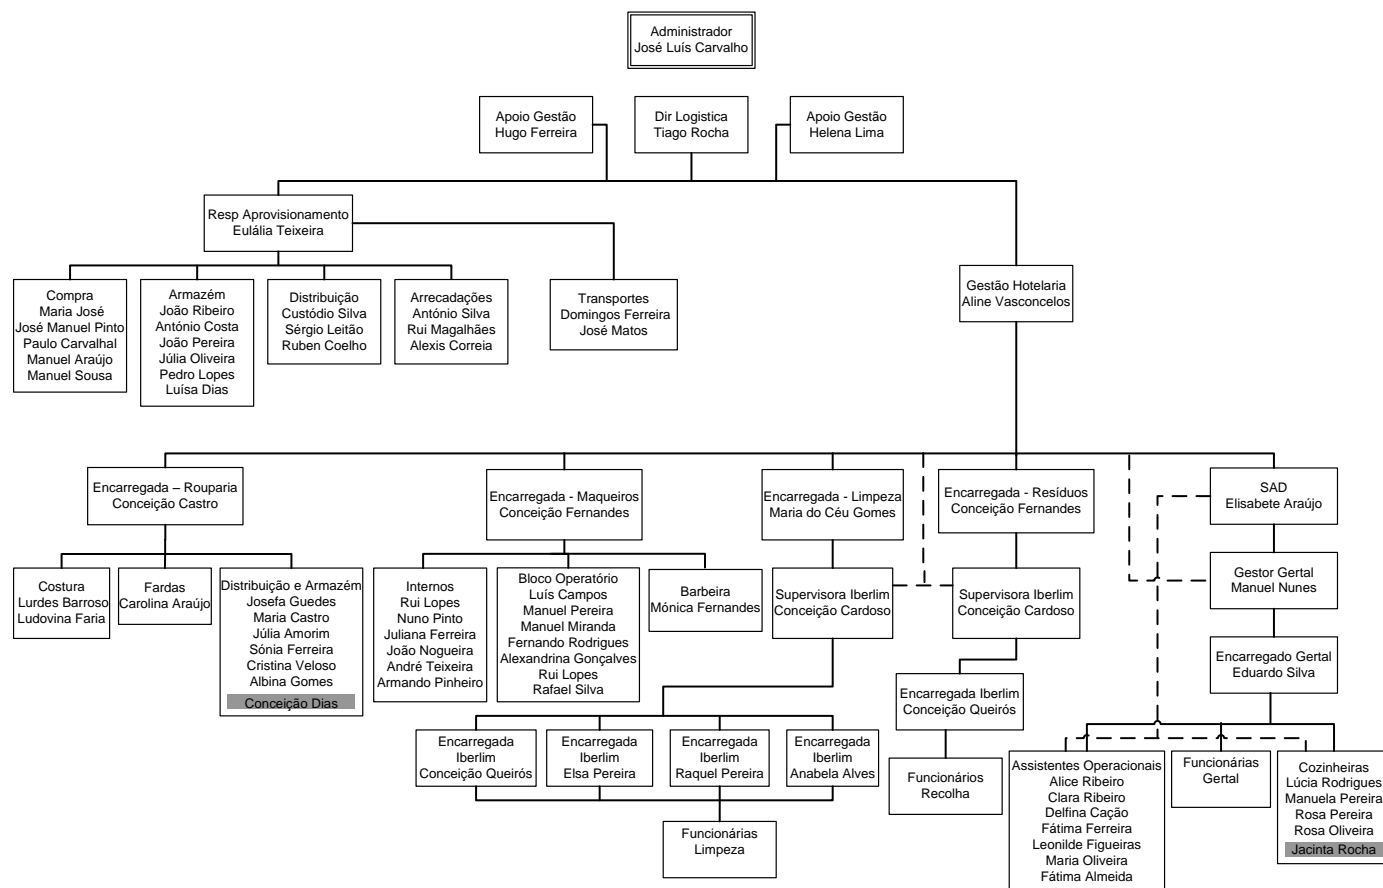 Administrador
José Luís Carvalho
Apoio Gestão
Hugo Ferreira
Dir Logistica
Tiago Rocha
Apoio Gestão
Helena Lima
Resp Aprovisionamento
Eulália Teixeira
Compra
Maria José
José Manuel Pinto
Paulo Carvalhal
Manuel Araújo
Manuel Sousa
Armazém
João Ribeiro
António Costa
João Pereira
Júlia Oliveira
Pedro Lopes
Luísa Dias
Distribuição
Custódio Silva
Sérgio Leitão
Ruben Coelho
Arrecadações
António Silva
Rui Magalhães
Alexis Correia
Transportes
Domingos Ferreira
José Matos
Gestão Hotelaria
Aline Vasconcelos
Encarregada – Rouparia
Conceição Castro
Encarregada - Maqueiros
Conceição Fernandes
Encarregada - Limpeza
Maria do Céu Gomes
Encarregada - Resíduos
Conceição Fernandes
SAD
Elisabete Araújo
Gestor Gertal
Manuel Nunes
Costura
Lurdes Barroso
Ludovina Faria
Fardas
Carolina Araújo
Distribuição e Armazém
Josefa Guedes
Maria Castro
Júlia Amorim
Sónia Ferreira
Cristina Veloso
Albina Gomes
Conceição Dias
Internos
Rui Lopes
Nuno Pinto
Juliana Ferreira
João Nogueira
André Teixeira
Armando Pinheiro
Bloco Operatório
Luís Campos
Manuel Pereira
Manuel Miranda
Fernando Rodrigues
Alexandrina Gonçalves
Rui Lopes
Rafael Silva
Barbeira
Mónica Fernandes
Supervisora Iberlim
Conceição Cardoso
Supervisora Iberlim
Conceição Cardoso
Encarregado Gertal
Eduardo Silva
Encarregada Iberlim
Conceição Queirós
Encarregada
Iberlim
Conceição Queirós
Encarregada
Iberlim
Elsa Pereira
Encarregada
Iberlim
Raquel Pereira
Encarregada
Iberlim
Anabela Alves
Funcionários
Recolha
Funcionárias
Limpeza
Assistentes Operacionais
Alice Ribeiro
Clara Ribeiro
Delfina Cação
Fátima Ferreira
Leonilde Figueiras
Maria Oliveira
Fátima Almeida
Funcionárias
Gertal
Cozinheiras
Lúcia Rodrigues
Manuela Pereira
Rosa Pereira
Rosa Oliveira
Jacinta Rocha